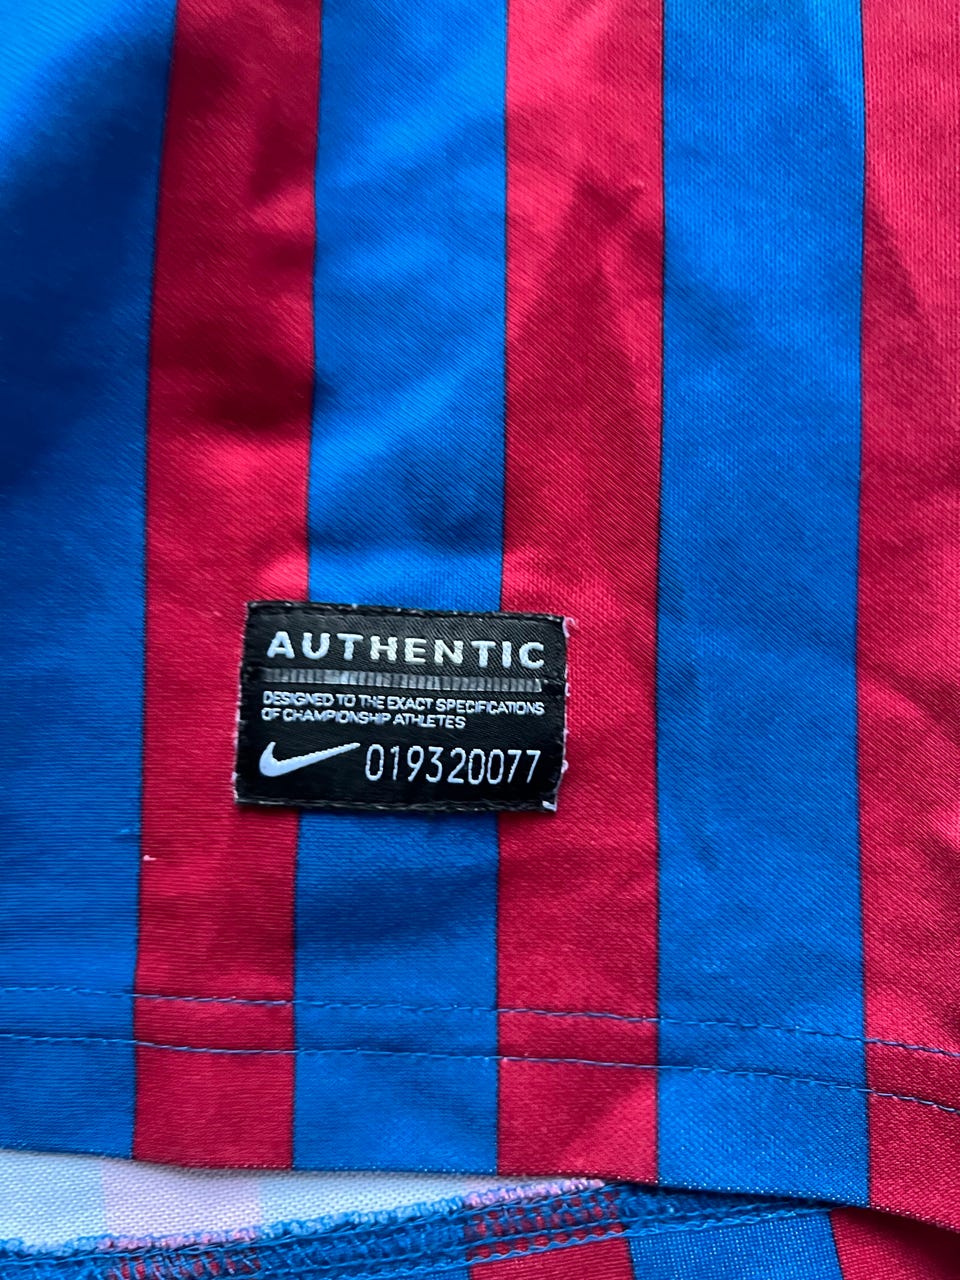 AUTHENTIC
DESIGNED TO THE EXACT SPECIFICATIONS
OF CHAMPIONSHIP ATHLETES
019320077